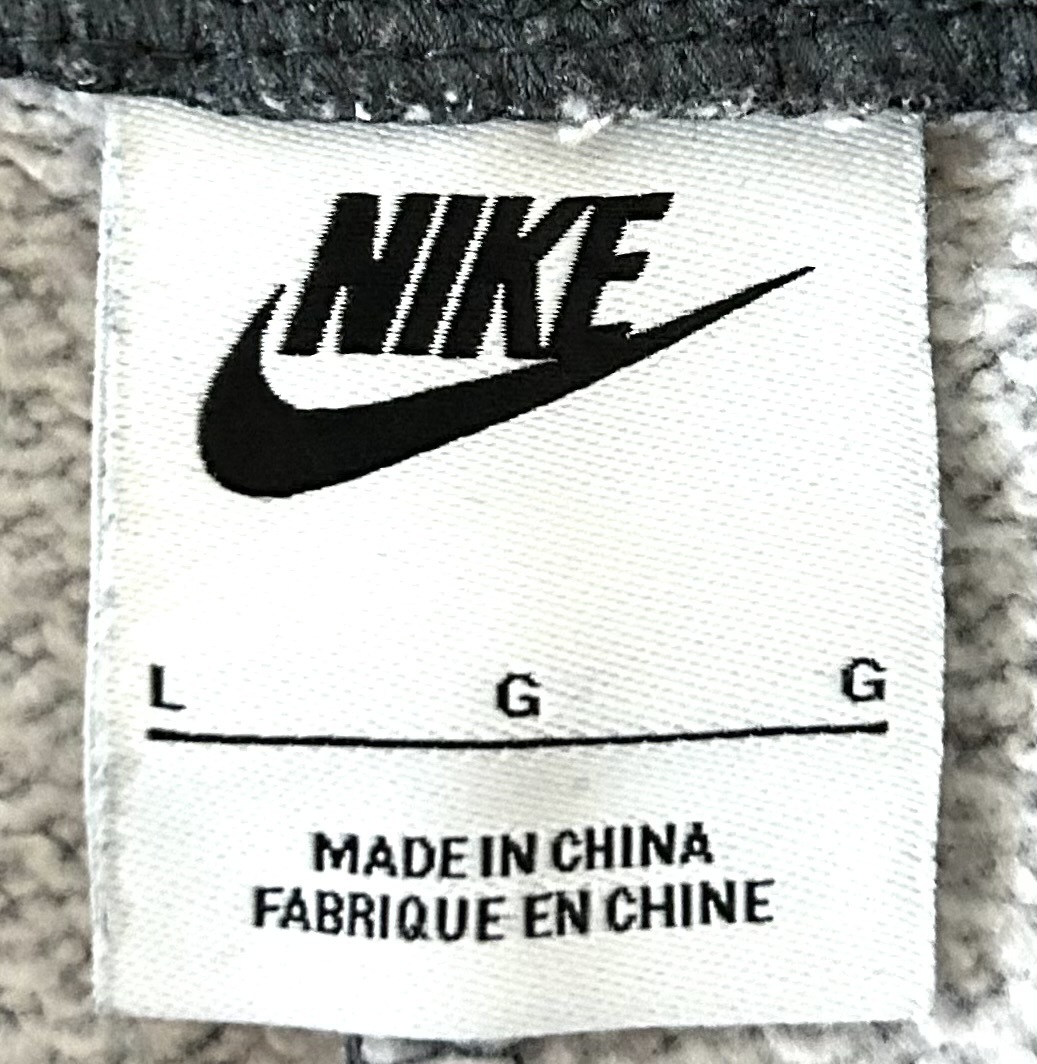 NIKE
L G G
MADE IN CHINA
FABRIQUE EN CHINE